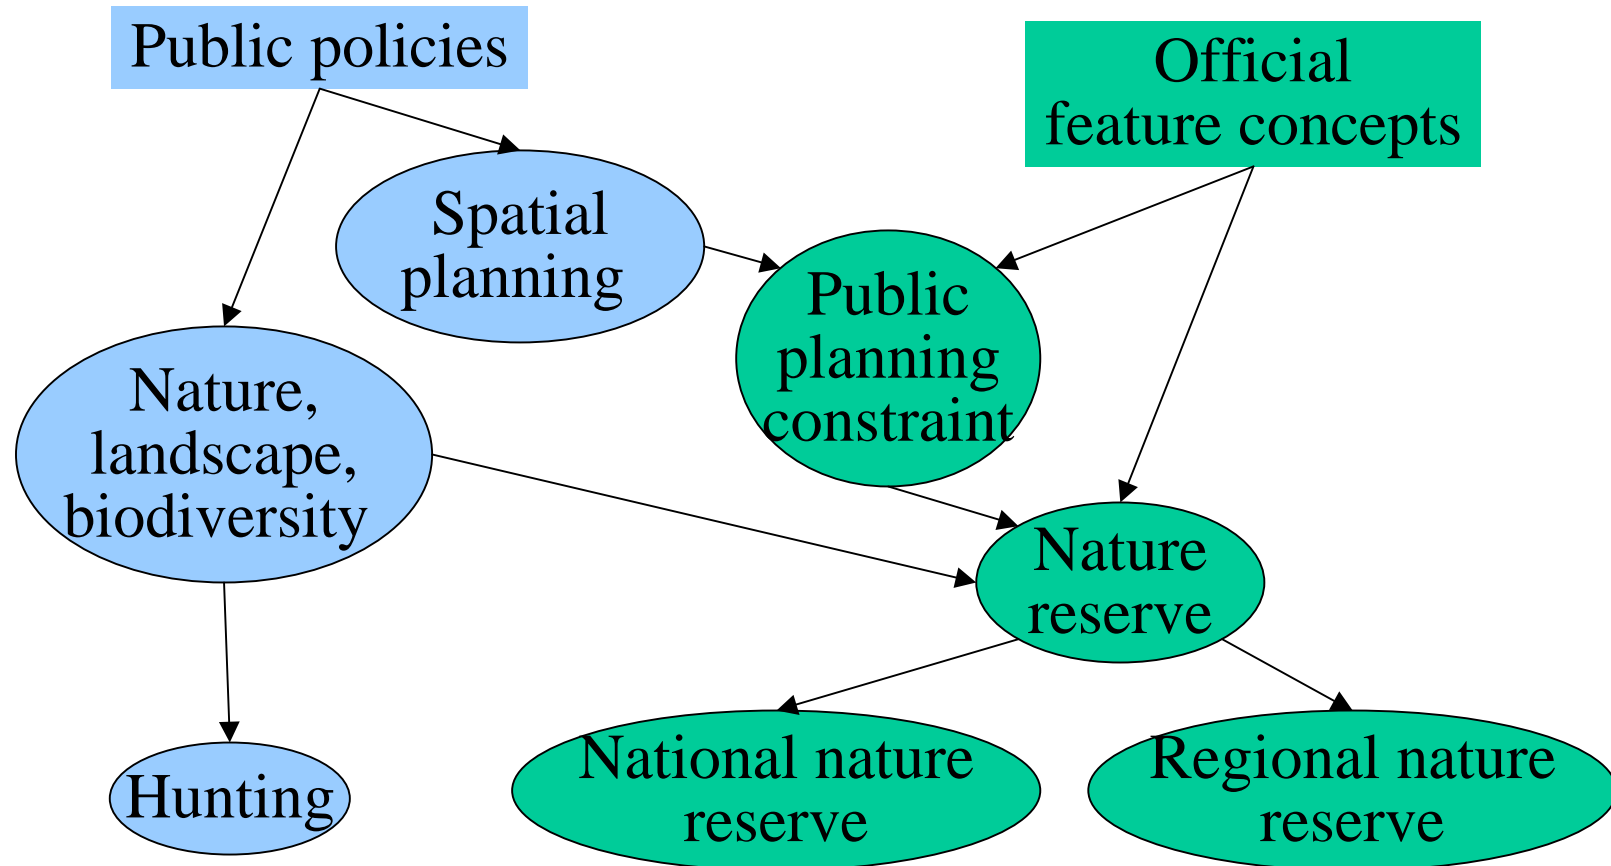 Public policies
Official
feature concepts
Spatial
planning
Public
planning
constraint
Nature,
landscape,
biodiversity
Nature
reserve
Hunting
National nature
reserve
Regional nature
reserve